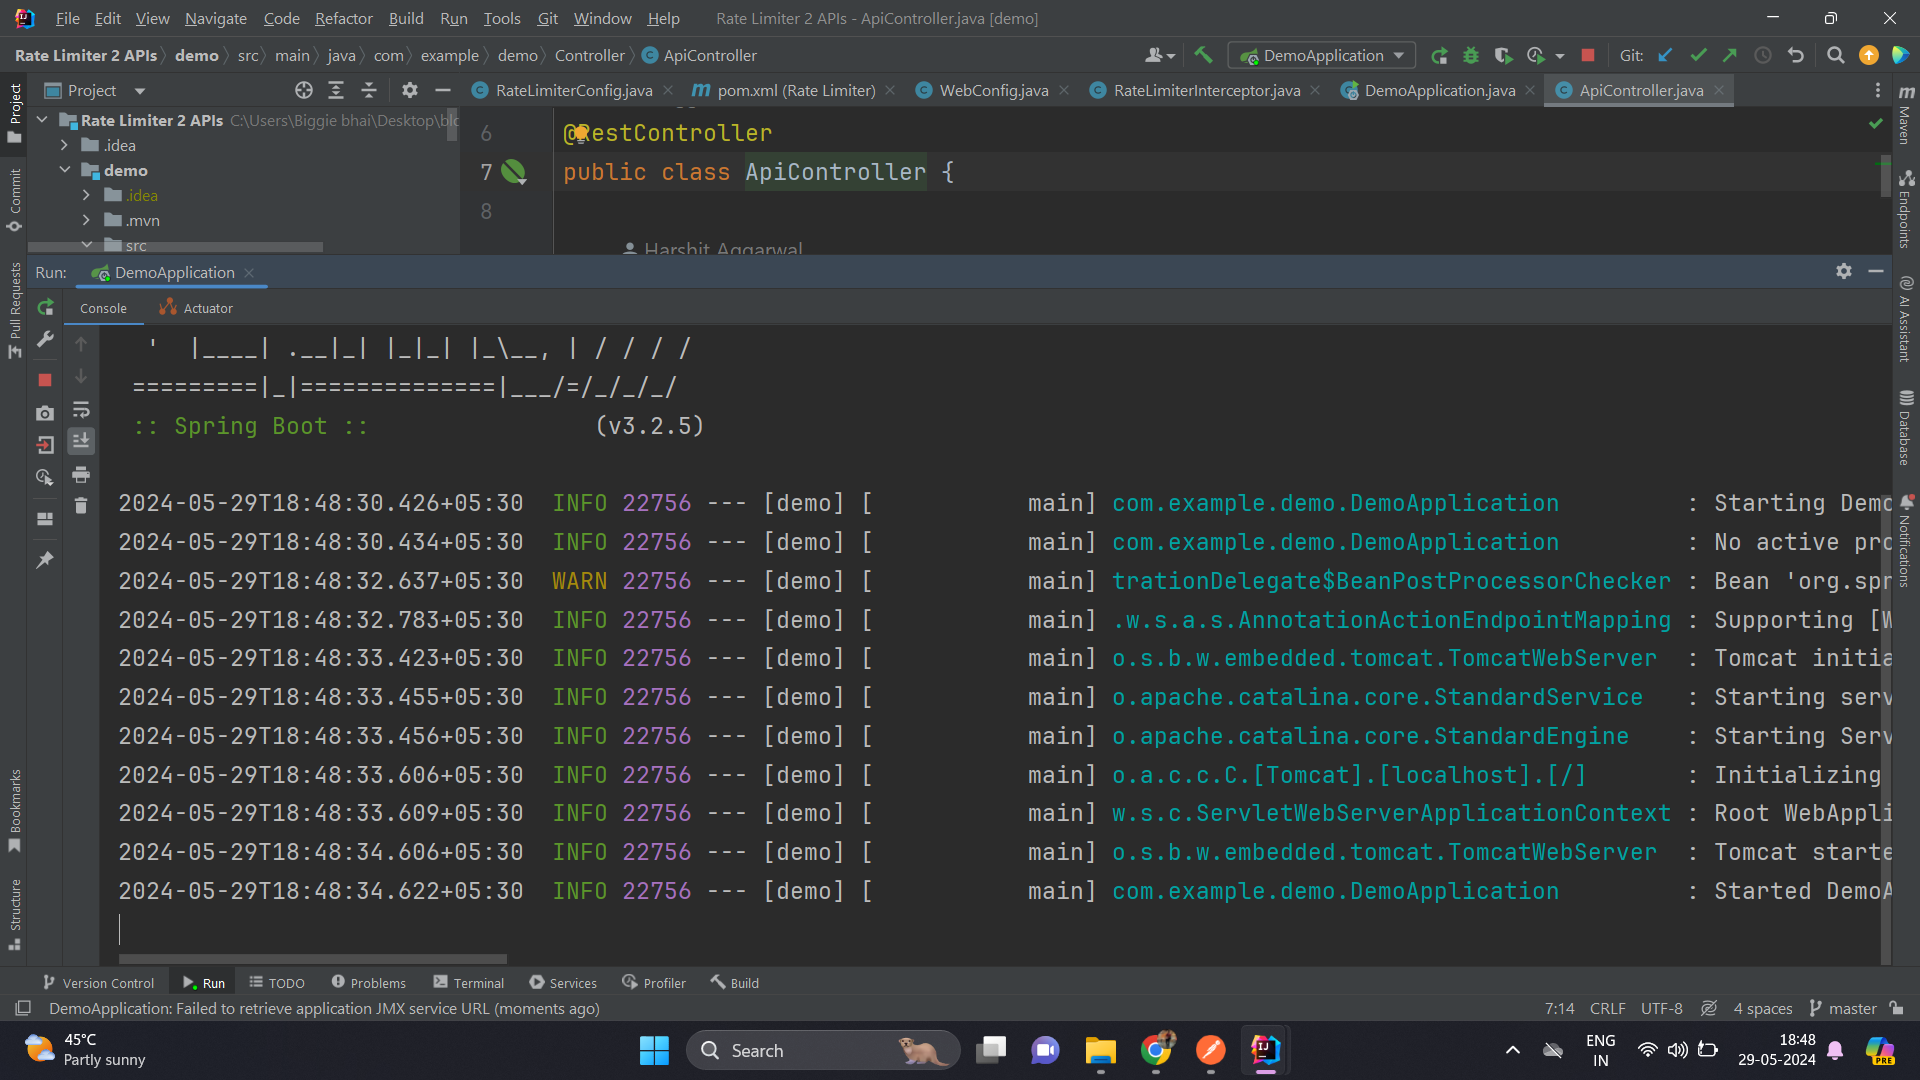 File Edit View Navigate Code Refactor Build Run Tools Git Window Help Rate Limiter 2 APIs - ApiController.java [demo]
Rate Limiter 2 APIs demo src main java com example demo Controller ApiController DemoApplication Git:
Project RateLimiterConfig.java pom.xml (Rate Limiter) WebConfig.java RateLimiterInterceptor.java DemoApplication.java ApiController.java
Rate Limiter 2 APIs C:\Users\Biggie bhai\Desktop\blo
.idea
demo
.idea
.mvn
src
6 @RestController
7 public class ApiController {
8
Harshit Aggarwal
Run: DemoApplication
Console Actuator
' |____| .__|_| |_|_| |_\__, | / / / /
=========|_|==============|___/=/_/_/_/
:: Spring Boot :: (v3.2.5)
2024-05-29T18:48:30.426+05:30 INFO 22756 --- [demo] [ main] com.example.demo.DemoApplication : Starting Demo
2024-05-29T18:48:30.434+05:30 INFO 22756 --- [demo] [ main] com.example.demo.DemoApplication : No active pro
2024-05-29T18:48:32.637+05:30 WARN 22756 --- [demo] [ main] trationDelegate$BeanPostProcessorChecker : Bean 'org.spr
2024-05-29T18:48:32.783+05:30 INFO 22756 --- [demo] [ main] .w.s.a.s.AnnotationActionEndpointMapping : Supporting [W
2024-05-29T18:48:33.423+05:30 INFO 22756 --- [demo] [ main] o.s.b.w.embedded.tomcat.TomcatWebServer : Tomcat initia
2024-05-29T18:48:33.455+05:30 INFO 22756 --- [demo] [ main] o.apache.catalina.core.StandardService : Starting serv
2024-05-29T18:48:33.456+05:30 INFO 22756 --- [demo] [ main] o.apache.catalina.core.StandardEngine : Starting Serv
2024-05-29T18:48:33.606+05:30 INFO 22756 --- [demo] [ main] o.a.c.c.C.[Tomcat].[localhost].[/] : Initializing
2024-05-29T18:48:33.609+05:30 INFO 22756 --- [demo] [ main] w.s.c.ServletWebServerApplicationContext : Root WebAppli
2024-05-29T18:48:34.606+05:30 INFO 22756 --- [demo] [ main] o.s.b.w.embedded.tomcat.TomcatWebServer : Tomcat starte
2024-05-29T18:48:34.622+05:30 INFO 22756 --- [demo] [ main] com.example.demo.DemoApplication : Started DemoA
Project
Commit
Pull Requests
Bookmarks
Structure
Maven
Endpoints
AI Assistant
Database
Notifications
Version Control Run TODO Problems Terminal Services Profiler Build
DemoApplication: Failed to retrieve application JMX service URL (moments ago) 7:14 CRLF UTF-8 4 spaces master
45°C
Partly sunny
Search
ENG
IN
18:48
29-05-2024
PRE